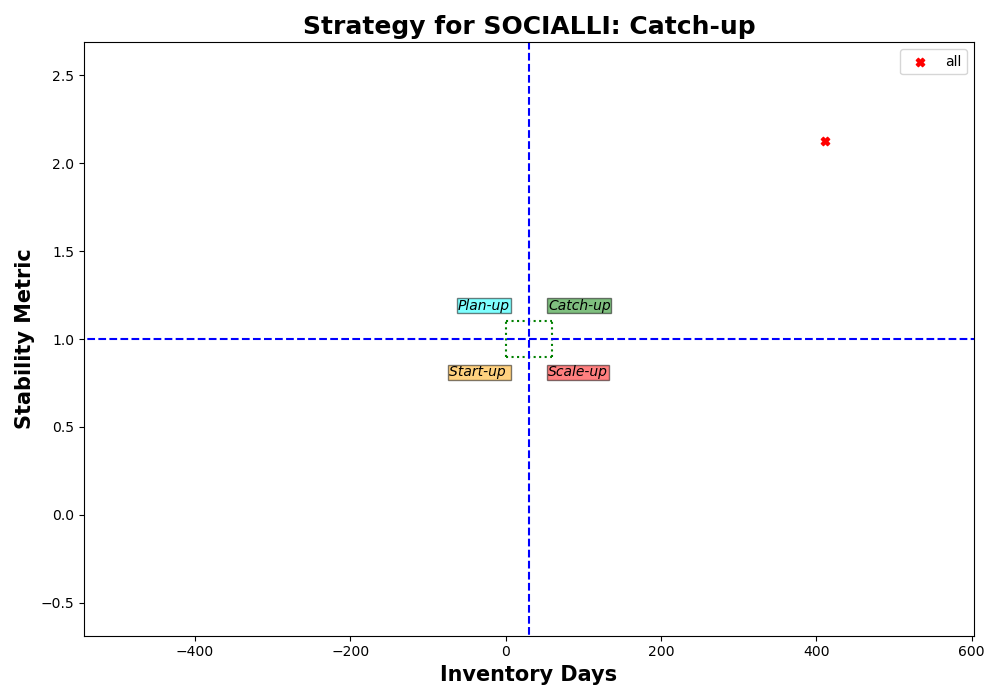 Strategy for SOCIALLI: Catch-up
all
2.5
2.0
1.5
1.0
0.5
0.0
−0.5
Stability Metric
Plan-up
Catch-up
Start-up
Scale-up
−400
−200
0
200
400
600
Inventory Days